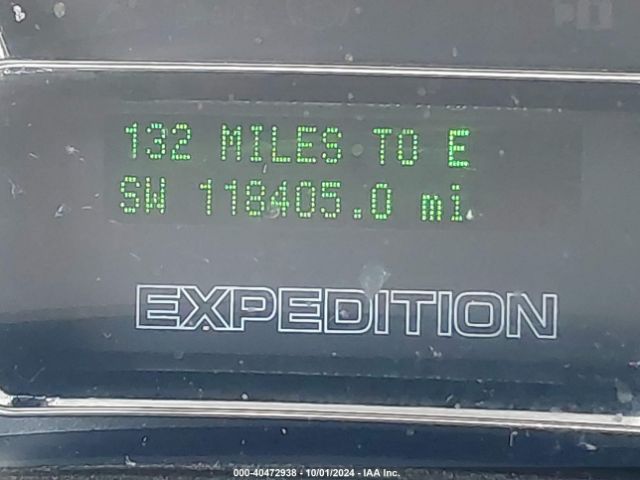 132 MILES TO E
SW 118405.0 mi
EXPEDITION
000-40472938 - 10/01/2024 - IAA Inc.